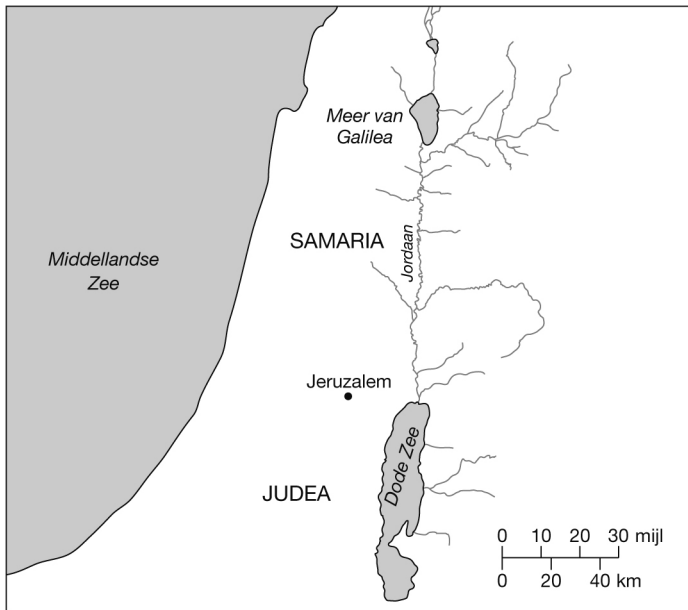 Meer van
Galilea
SAMARIA
Jordaan
Middellandse
Zee
Jeruzalem
Dode Zee
JUDEA
0 10 20 30 mijl
0 20 40 km